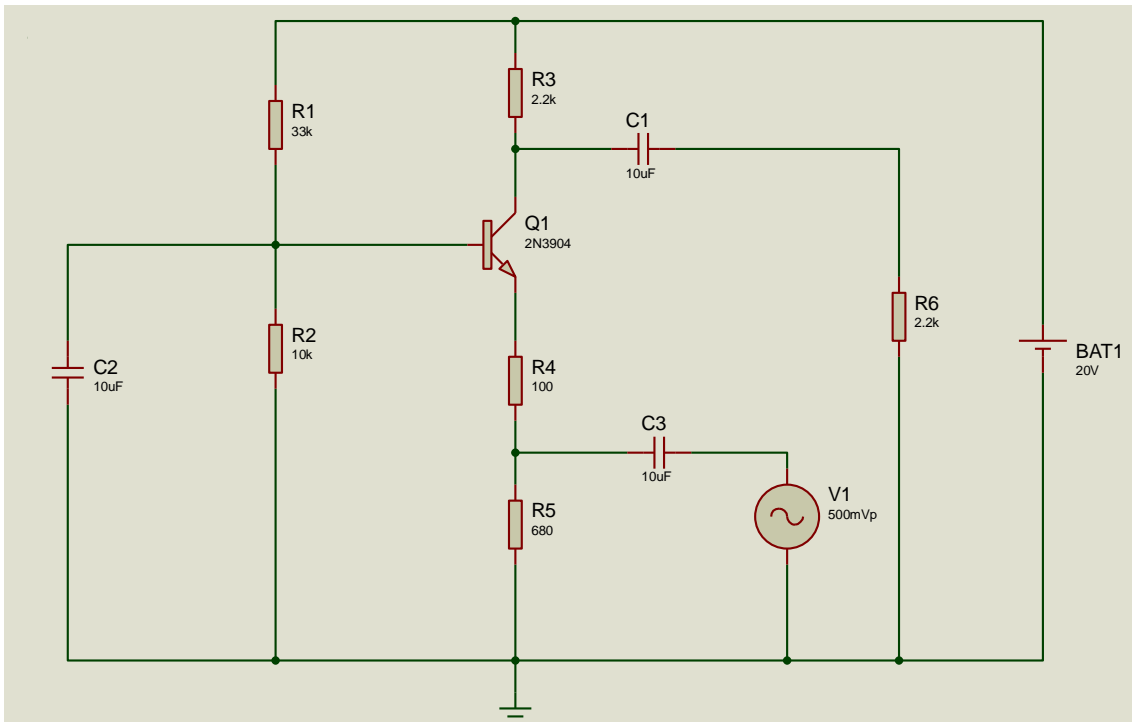 R3
2.2k
R1
33k
C1
10uF
Q1
2N3904
R6
2.2k
R2
10k
BAT1
20V
C2
10uF
R4
100
C3
10uF
V1
500mVp
R5
680